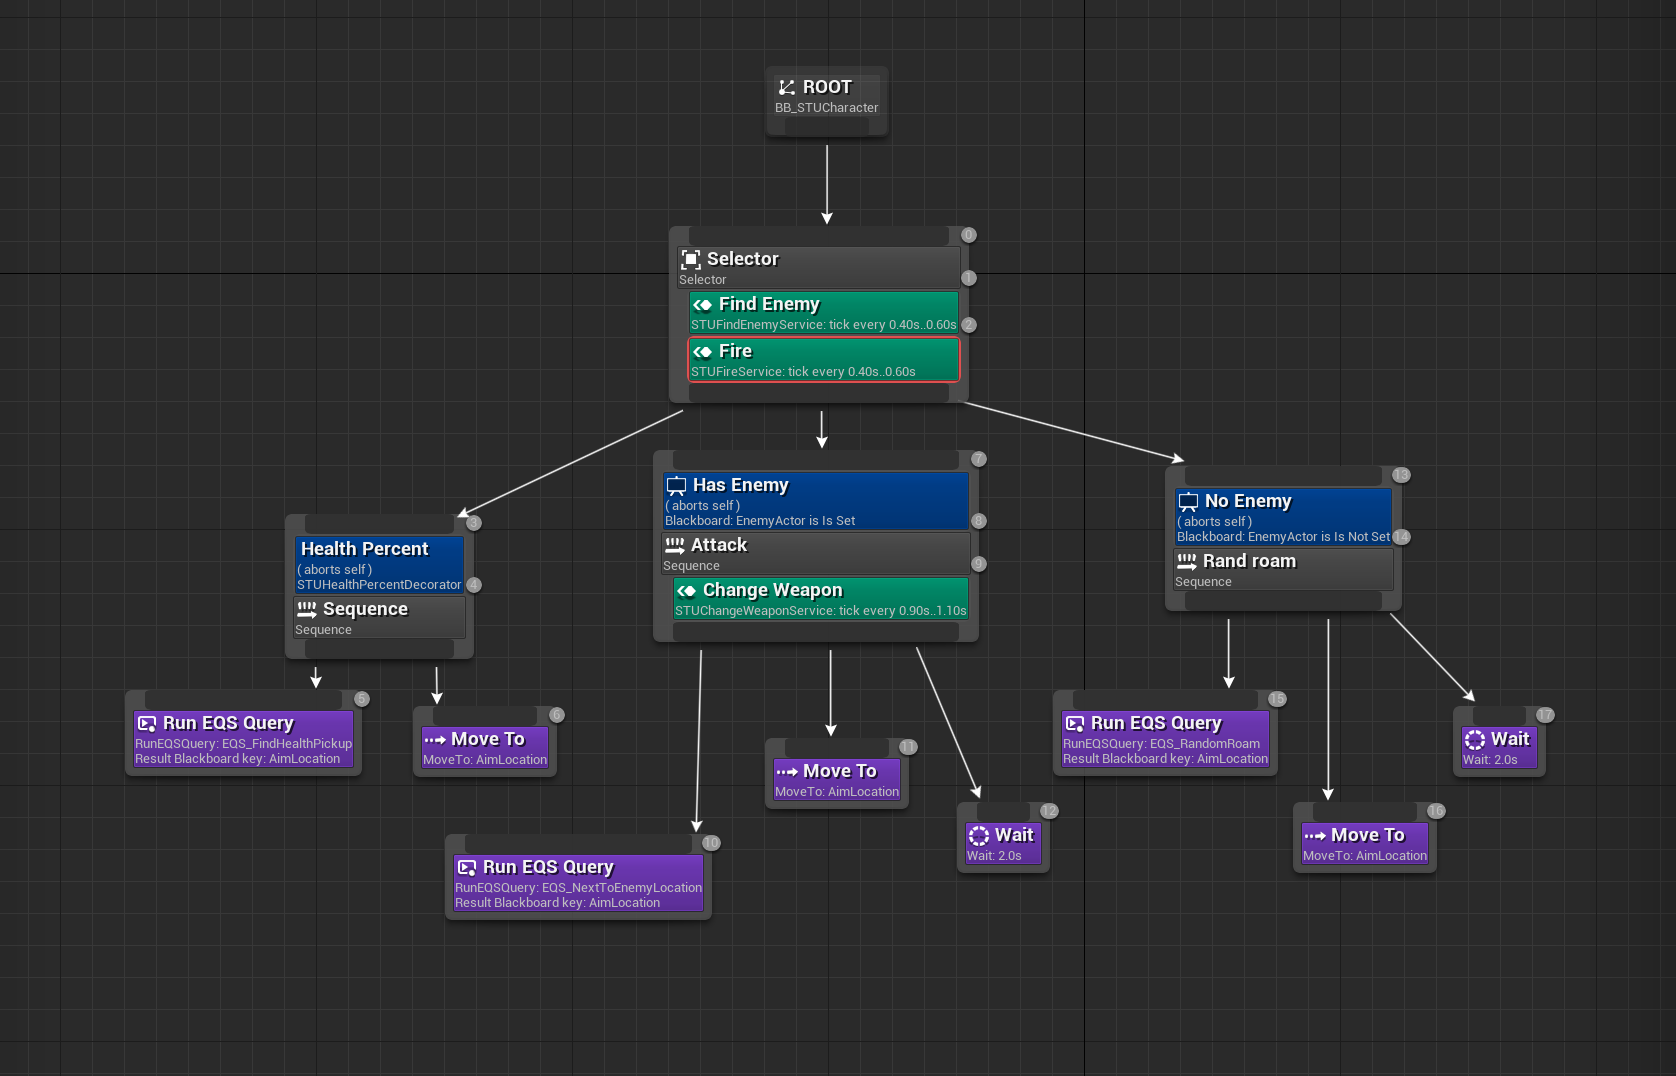 ROOT
BB_STUCharacter
0
Selector
Selector
1
Find Enemy
STUFindEnemyService: tick every 0.40s..0.60s
2
Fire
STUFireService: tick every 0.40s..0.60s
3
Health Percent
( aborts self )
STUHealthPercentDecorator
4
Sequence
Sequence
7
Has Enemy
( aborts self )
Blackboard: EnemyActor is Is Set
8
Attack
Sequence
9
Change Weapon
STUChangeWeaponService: tick every 0.90s..1.10s
13
No Enemy
( aborts self )
Blackboard: EnemyActor is Is Not Set
14
Rand roam
Sequence
5
Run EQS Query
RunEQSQuery: EQS_FindHealthPickup
Result Blackboard key: AimLocation
6
Move To
MoveTo: AimLocation
10
Run EQS Query
RunEQSQuery: EQS_NextToEnemyLocation
Result Blackboard key: AimLocation
11
Move To
MoveTo: AimLocation
12
Wait
Wait: 2.0s
15
Run EQS Query
RunEQSQuery: EQS_RandomRoam
Result Blackboard key: AimLocation
16
Move To
MoveTo: AimLocation
17
Wait
Wait: 2.0s